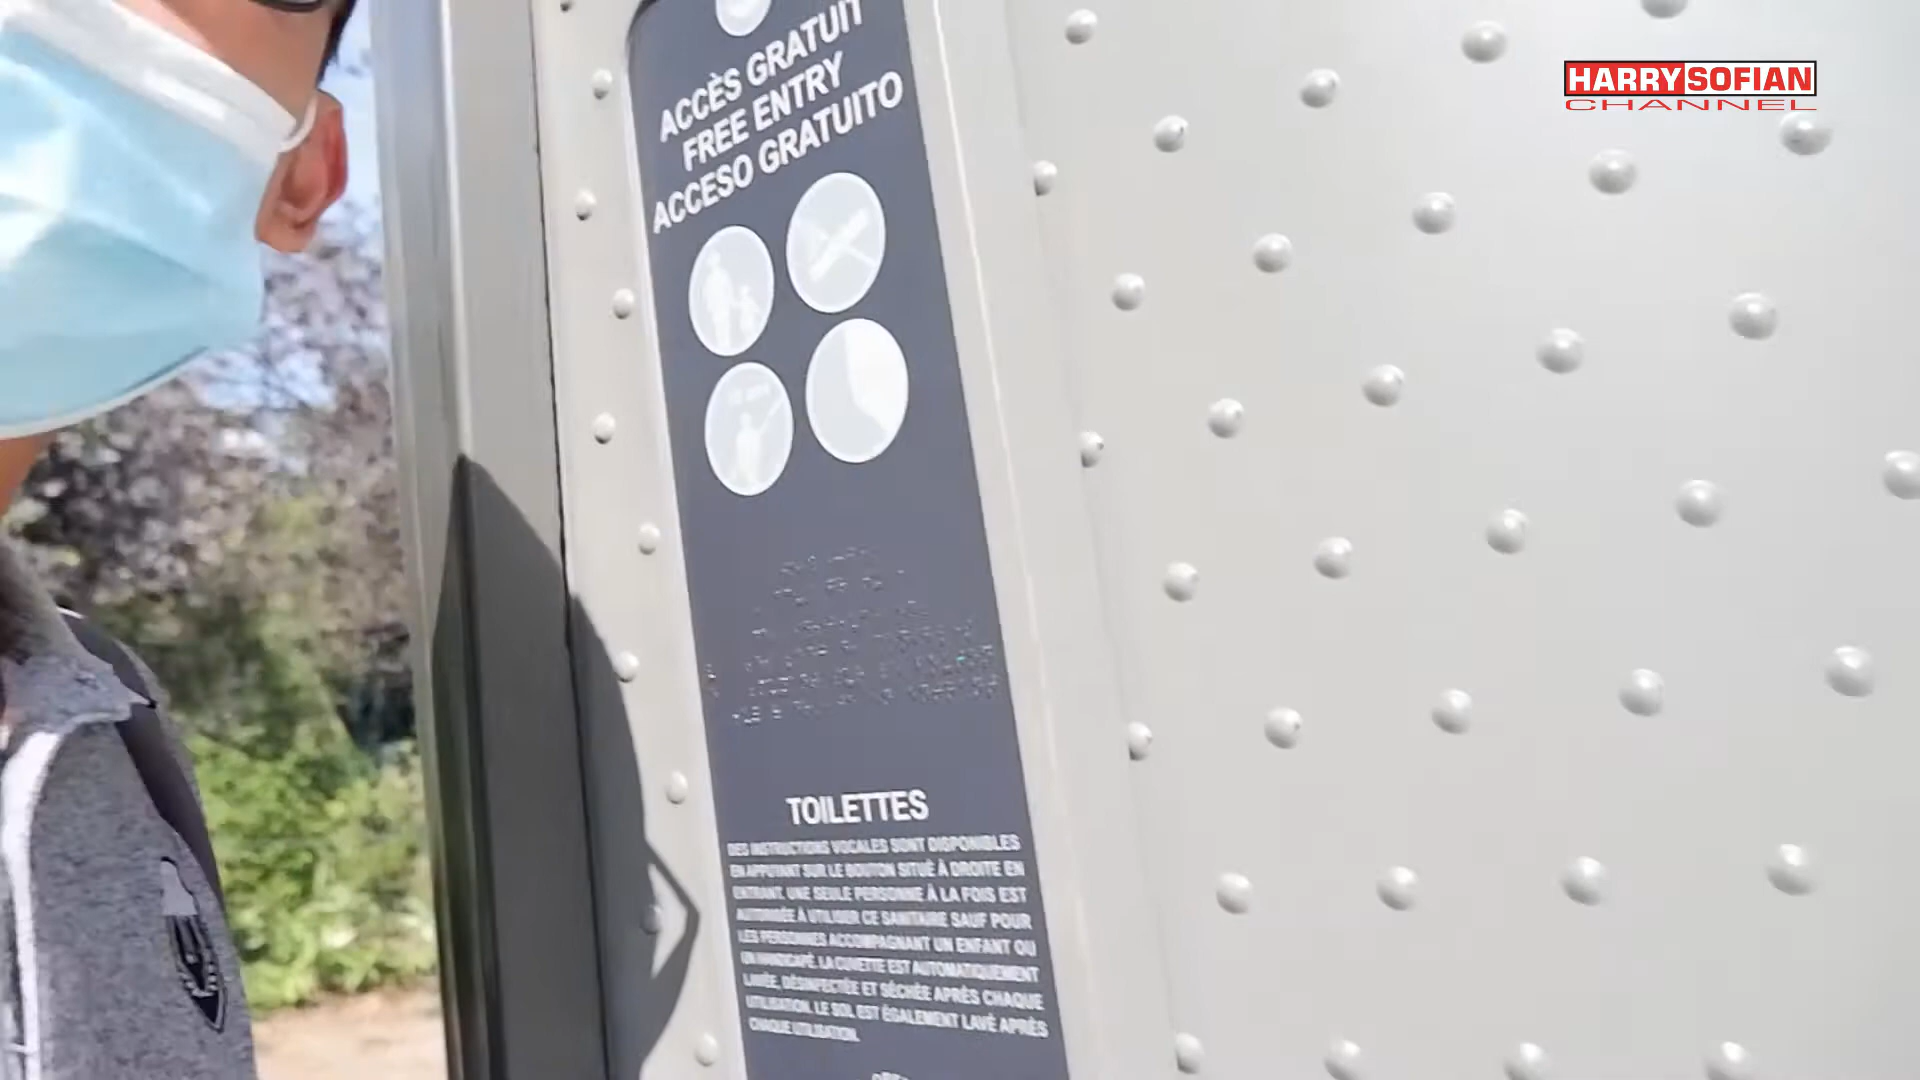 ACCÈS GRATUIT
FREE ENTRY
ACCESO GRATUITO
HARRYSOFIAN
CHANNEL
TOILETTES
DES INSTRUCTIONS VOCALES SONT DISPONIBLES
EN APPUYANT SUR LE BOUTON SITUÉ À DROITE EN
ENTRANT. UNE SEULE PERSONNE À LA FOIS EST
AUTORISÉE À UTILISER CE SANITAIRE SAUF POUR
LES PERSONNES ACCOMPAGNANT UN ENFANT OU
UN HANDICAPÉ. LA CUVETTE EST AUTOMATIQUEMENT
LAVÉE, DÉSINFECTÉE ET SÉCHÉE APRÈS CHAQUE
UTILISATION. LE SOL EST ÉGALEMENT LAVÉ APRÈS
CHAQUE UTILISATION.